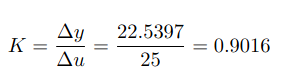 K = Δy/Δu = 22.5397/25 = 0.9016